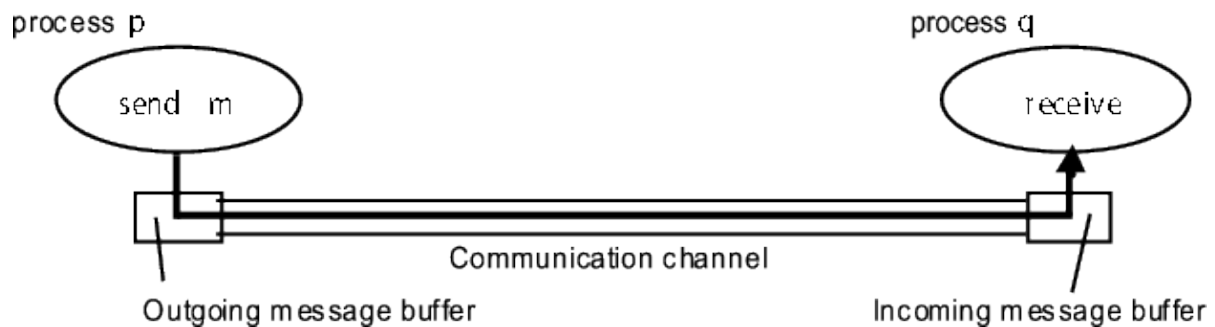 process p
process q
send m
receive
Communication channel
Outgoing message buffer
Incoming message buffer